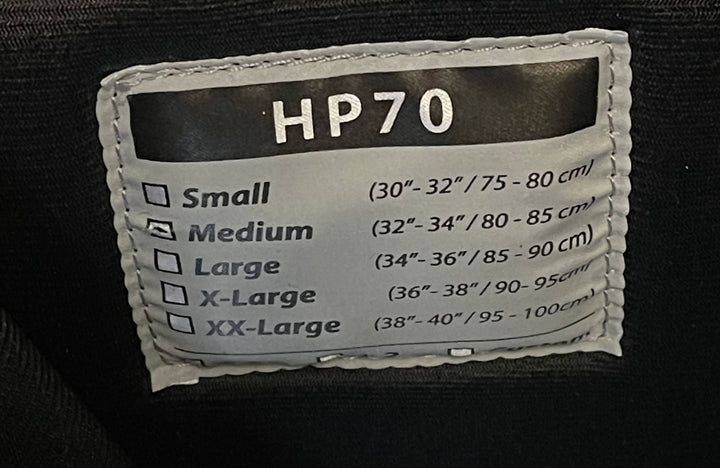 HP70
Small (30"- 32" / 75 - 80 cm)
Medium (32"- 34" / 80 - 85 cm)
Large (34"- 36" / 85 - 90 cm)
X-Large (36"- 38" / 90- 95cm)
XX-Large (38"- 40" / 95 - 100cm)